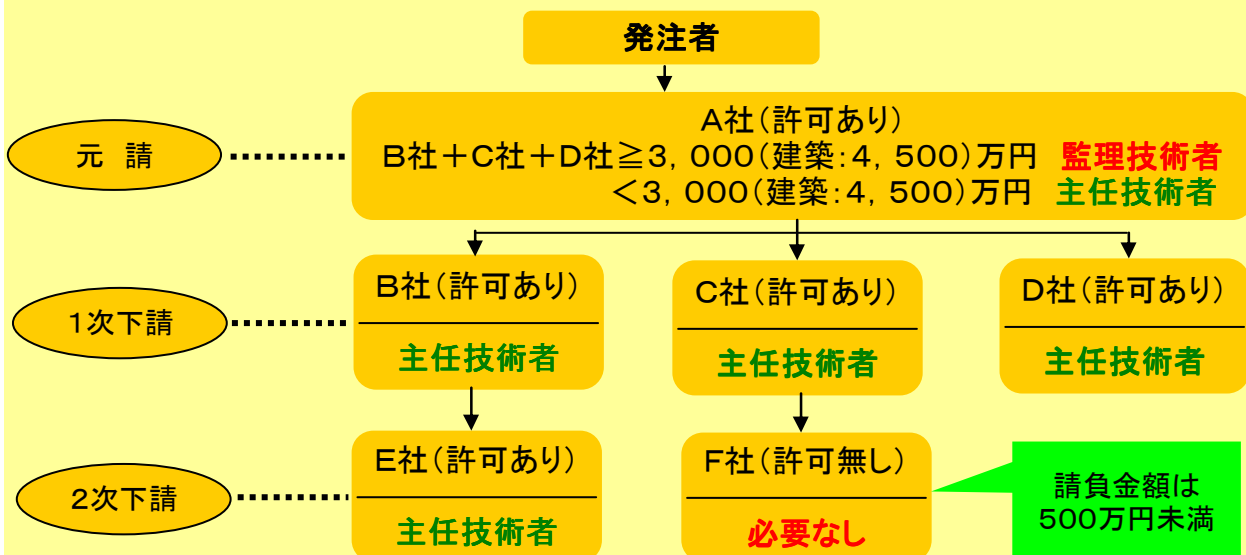 発注者
元 請
A社(許可あり)
B社+C社+D社≧3,000(建築:4,500)万円 監理技術者
<3,000(建築:4,500)万円 主任技術者
1次下請
B社(許可あり)
主任技術者
C社(許可あり)
主任技術者
D社(許可あり)
主任技術者
2次下請
E社(許可あり)
主任技術者
F社(許可無し)
必要なし
請負金額は
500万円未満